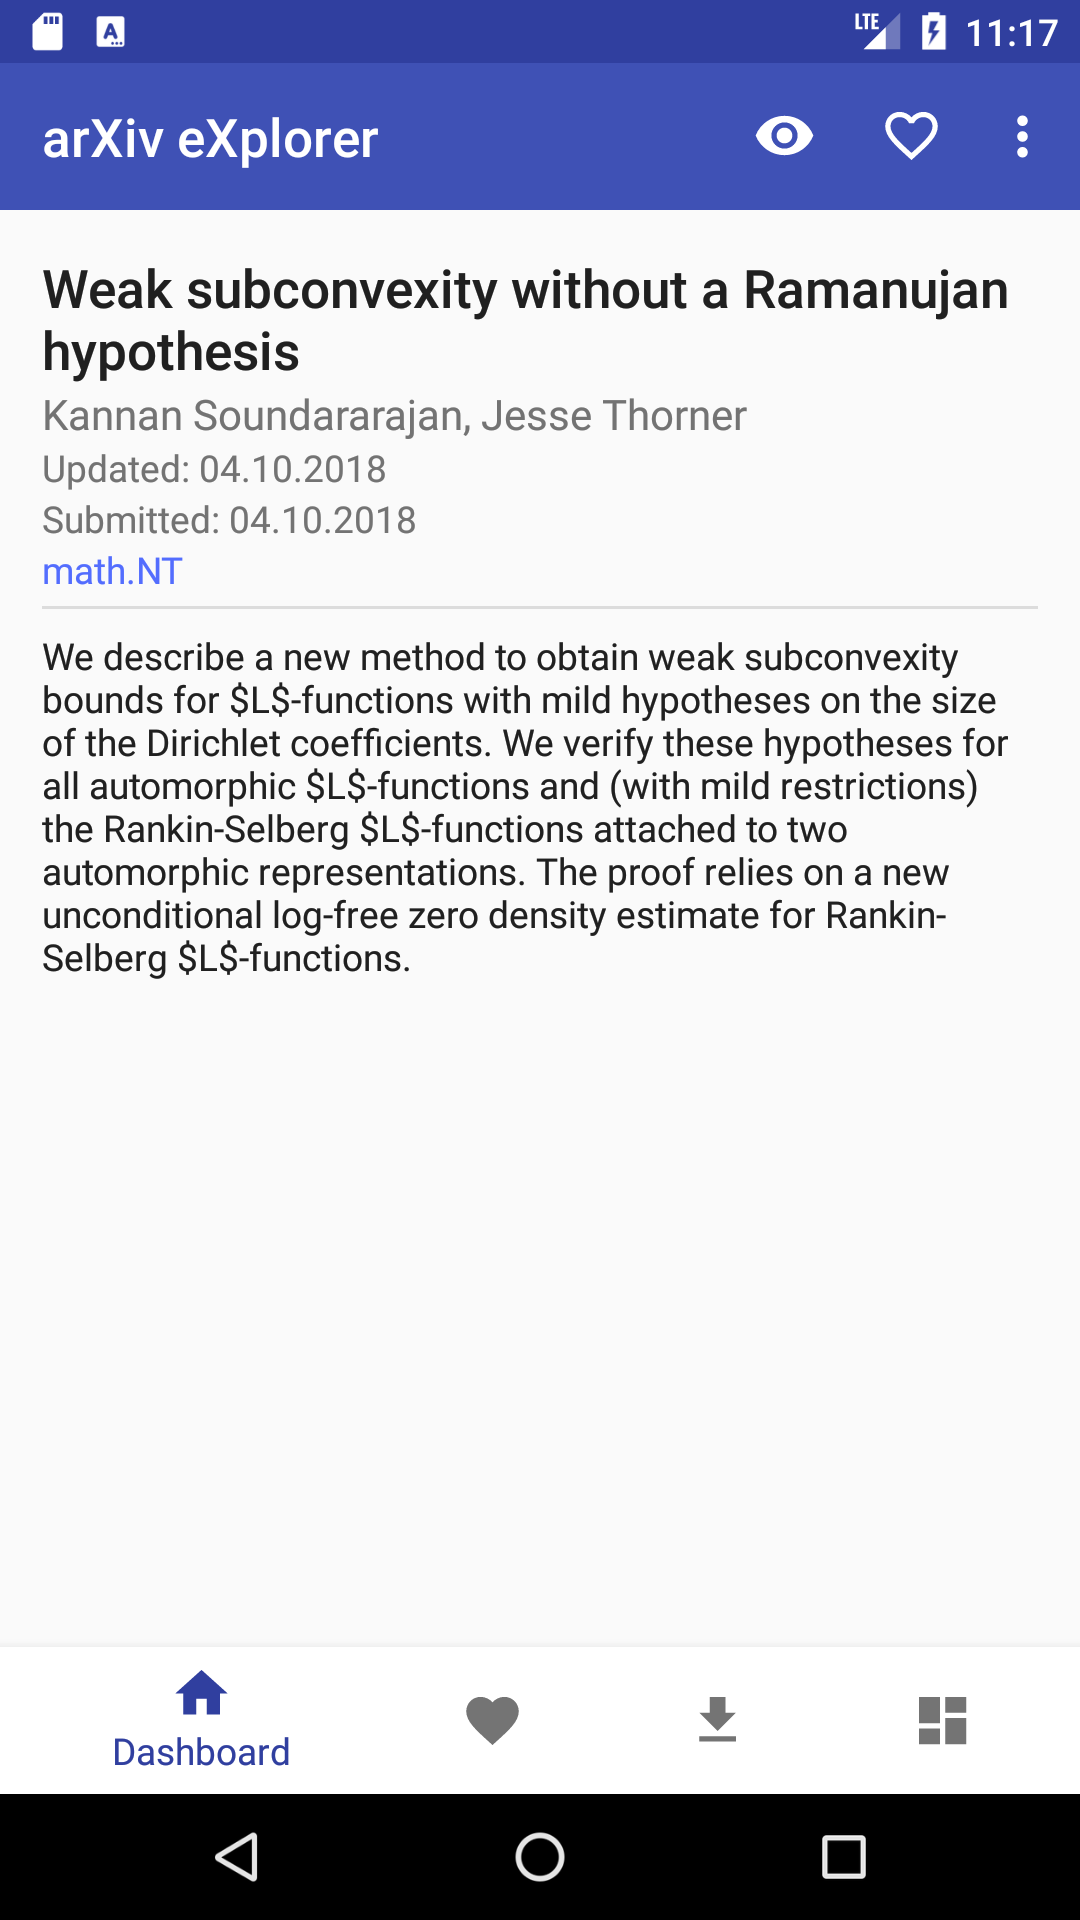 LTE 11:17
arXiv eXplorer
Weak subconvexity without a Ramanujan
hypothesis
Kannan Soundararajan, Jesse Thorner
Updated: 04.10.2018
Submitted: 04.10.2018
math.NT
We describe a new method to obtain weak subconvexity
bounds for $L$-functions with mild hypotheses on the size
of the Dirichlet coefficients. We verify these hypotheses for
all automorphic $L$-functions and (with mild restrictions)
the Rankin-Selberg $L$-functions attached to two
automorphic representations. The proof relies on a new
unconditional log-free zero density estimate for Rankin-
Selberg $L$-functions.
Dashboard